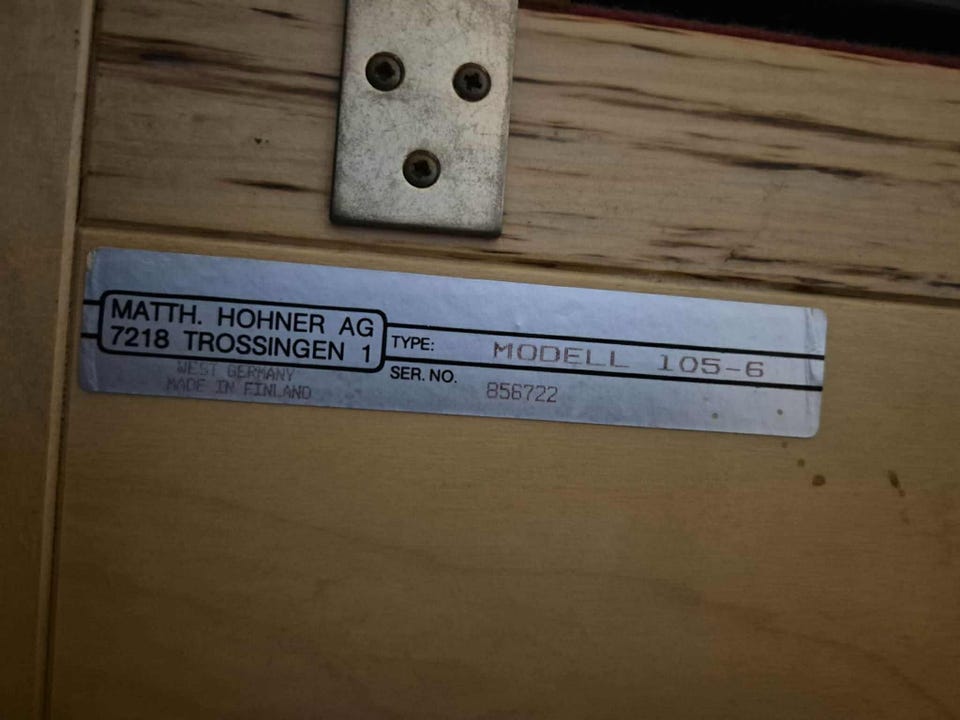 MATTH. HOHNER AG
7218 TROSSINGEN 1
WEST GERMANY
MADE IN FINLAND
TYPE: MODELL 105-6
SER. NO. 856722